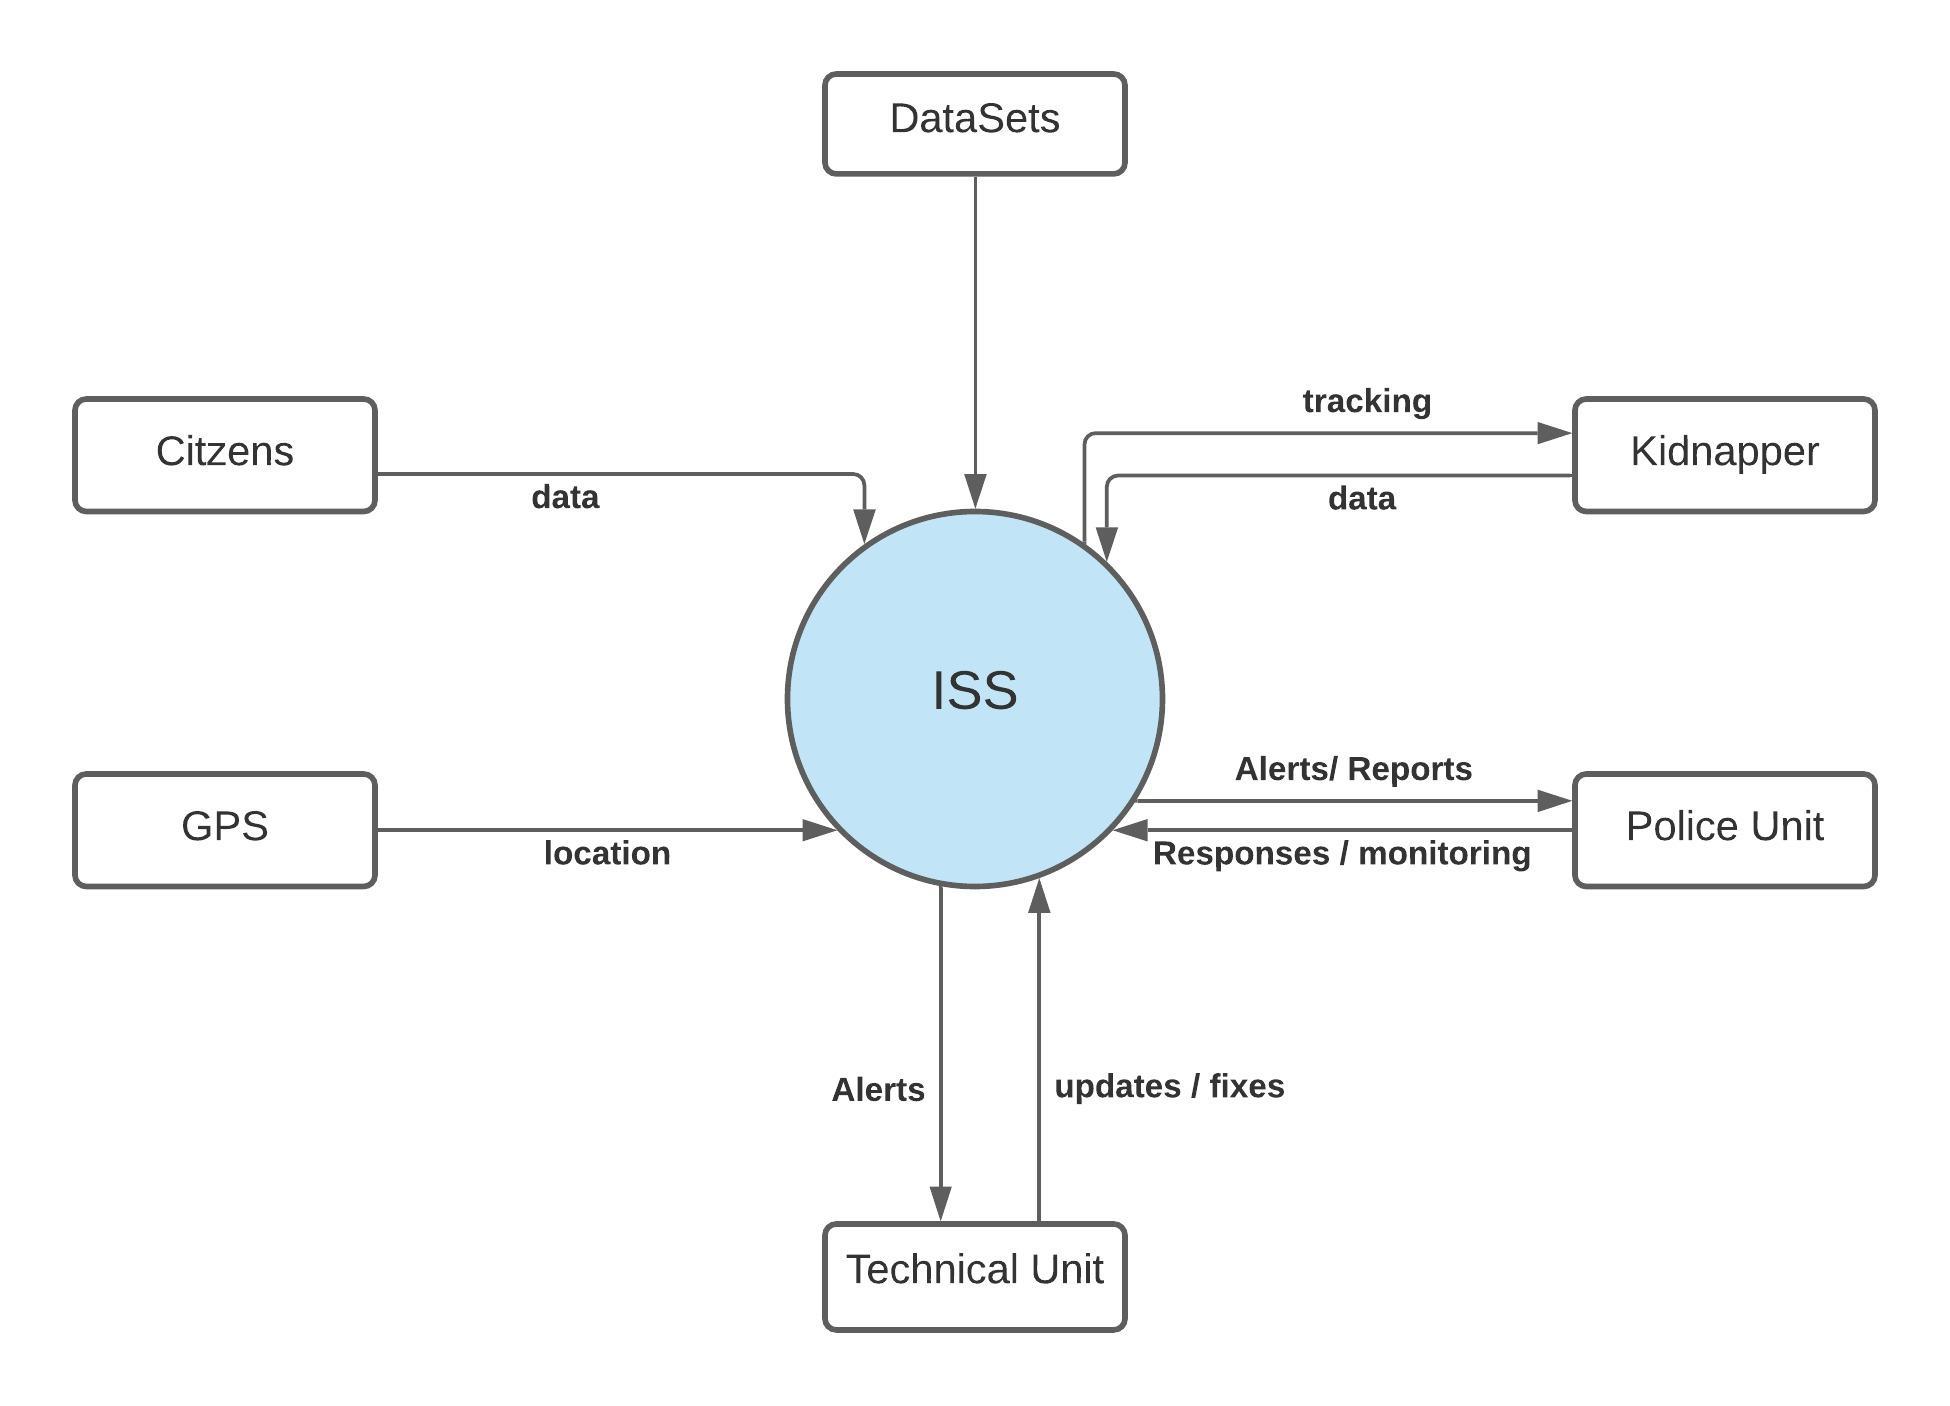 DataSets
tracking
Citzens
Kidnapper
data
data
ISS
Alerts/ Reports
GPS
Police Unit
location
Responses / monitoring
Alerts
updates / fixes
Technical Unit